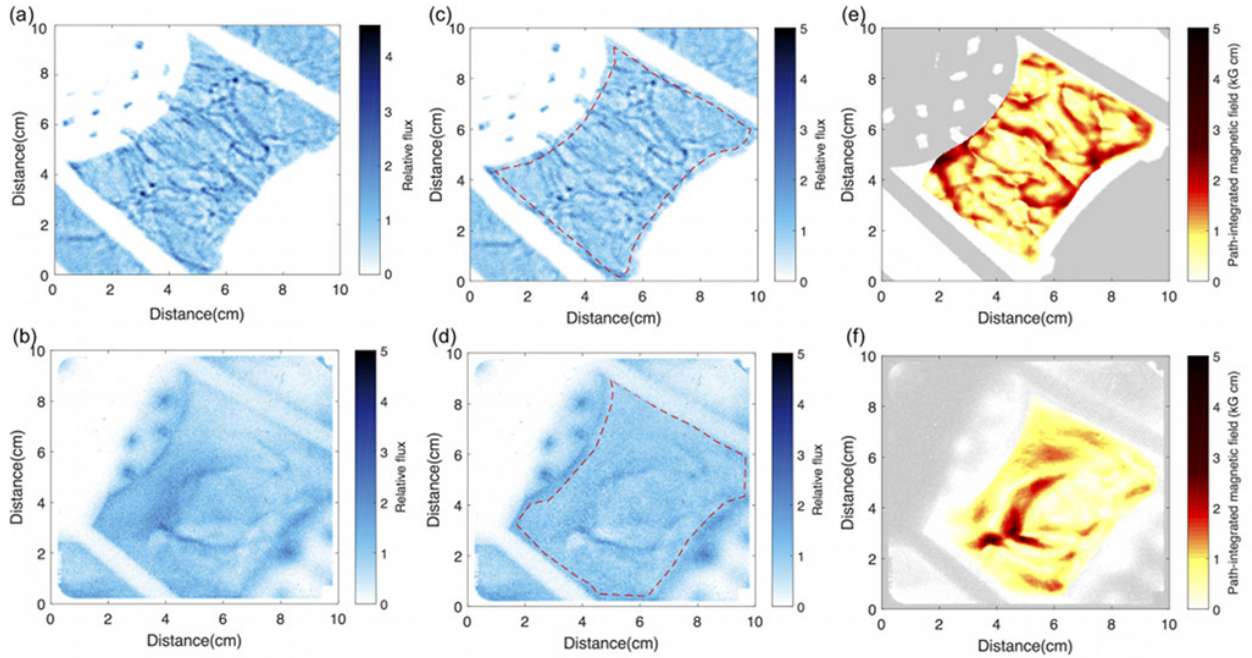 (a)
10
8
6
4
2
0
Distance(cm)
0 2 4 6 8 10
Distance(cm)
4
3
2
1
0
Relative flux
(c)
10
8
6
4
2
0
Distance(cm)
0 2 4 6 8 10
Distance(cm)
5
4
3
2
1
0
Relative flux
(e)
10
8
6
4
2
0
Distance(cm)
0 2 4 6 8 10
Distance(cm)
5
4
3
2
1
0
Path-integrated magnetic field (kG cm)
(b)
10
8
6
4
2
0
Distance(cm)
0 2 4 6 8 10
Distance(cm)
5
4
3
2
1
0
Relative flux
(d)
10
8
6
4
2
0
Distance(cm)
0 2 4 6 8 10
Distance(cm)
5
4
3
2
1
0
Relative flux
(f)
10
8
6
4
2
0
Distance(cm)
0 2 4 6 8 10
Distance(cm)
5
4
3
2
1
0
Path-integrated magnetic field (kG cm)